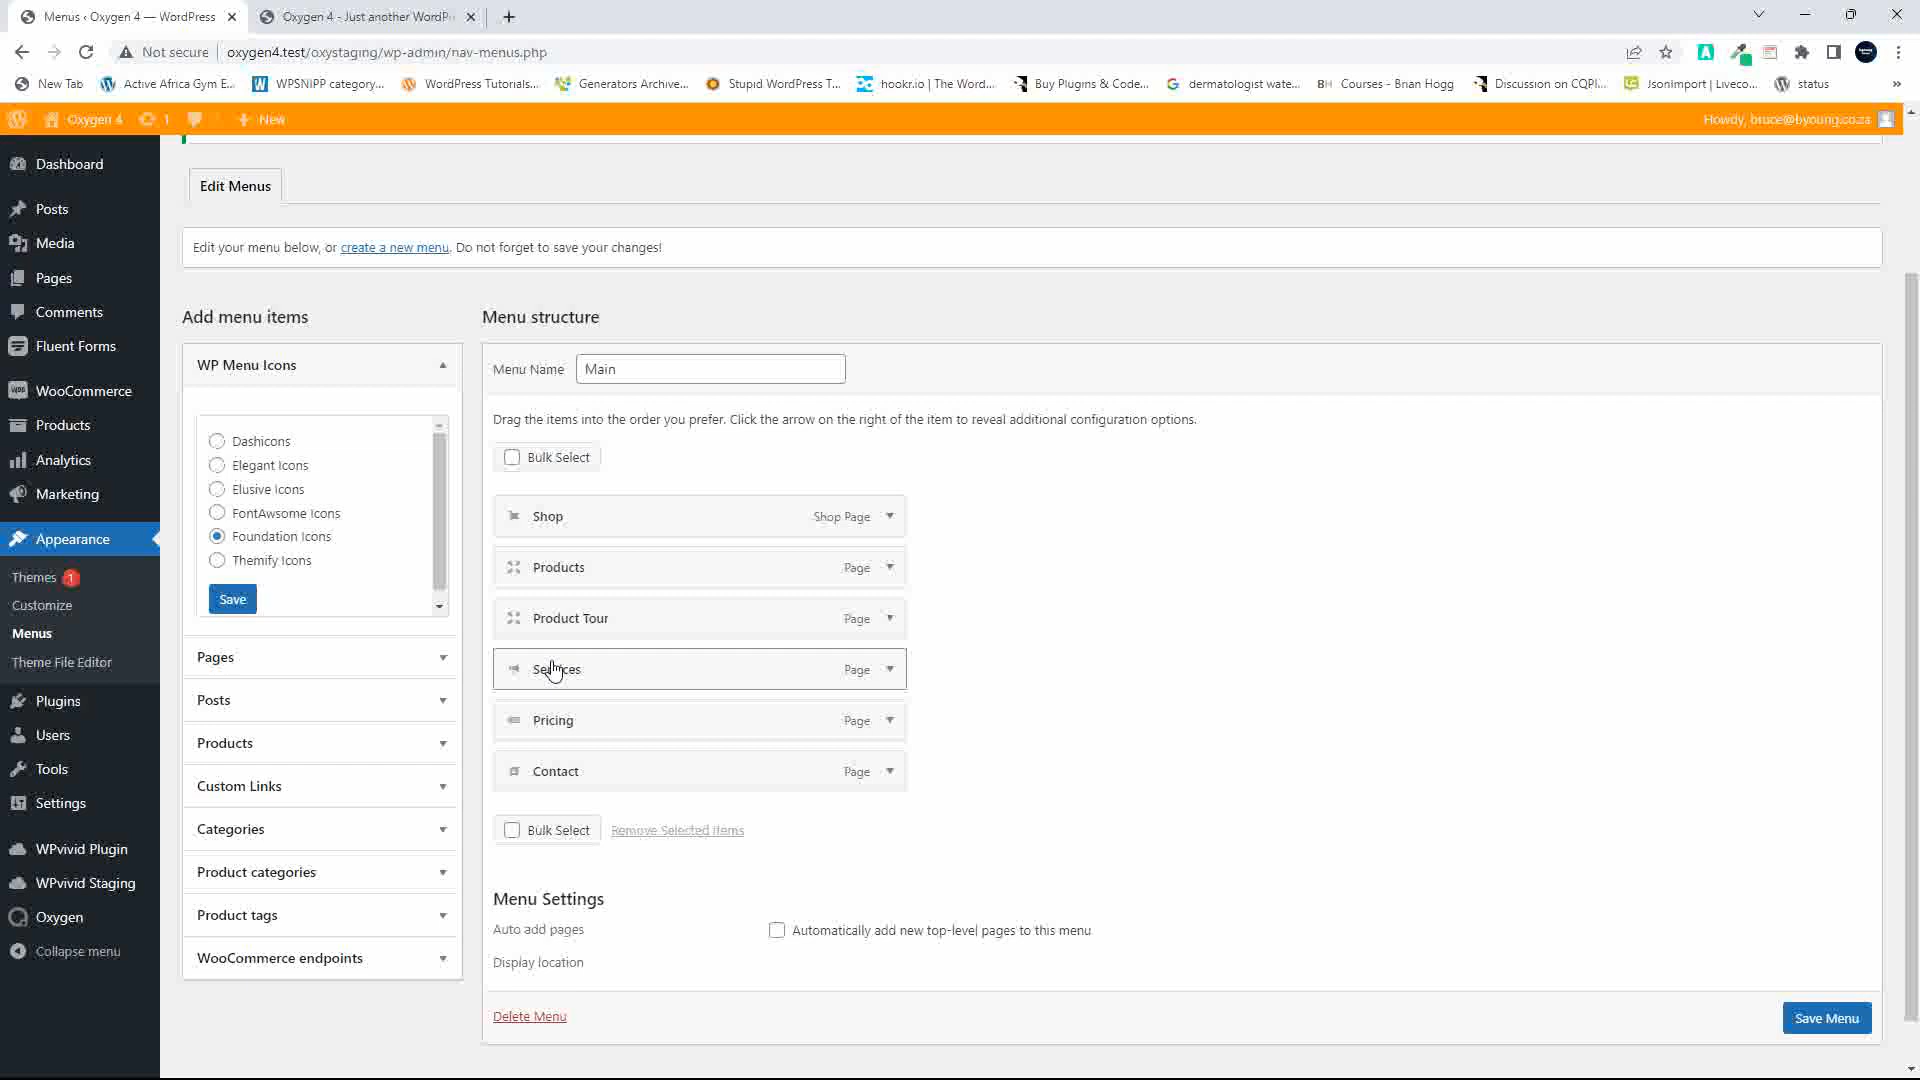 Menus ‹ Oxygen 4 — WordPress
Oxygen 4 - Just another WordP
Not secure
oxygen4.test/oxystaging/wp-admin/nav-menus.php
New Tab
Active Africa Gym E...
WPSNIPP category...
WordPress Tutorials...
Generators Archive...
Stupid WordPress T...
hookr.io | The Word...
Buy Plugins & Code...
dermatologist wate...
BH Courses - Brian Hogg
Discussion on CQPI...
Jsonimport | Liveco...
status
»
Oxygen 4
1
New
Howdy, bruce@byoung.co.za
Dashboard
Posts
Media
Pages
Comments
Fluent Forms
WooCommerce
Products
Analytics
Marketing
Appearance
Themes 1
Customize
Menus
Theme File Editor
Plugins
Users
Tools
Settings
WPvivid Plugin
WPvivid Staging
Oxygen
Collapse menu
Edit Menus
Edit your menu below, or create a new menu. Do not forget to save your changes!
Add menu items
WP Menu Icons
Dashicons
Elegant Icons
Elusive Icons
FontAwsome Icons
Foundation Icons
Themify Icons
Save
Pages
Posts
Products
Custom Links
Categories
Product categories
Product tags
WooCommerce endpoints
Menu structure
Menu Name Main
Drag the items into the order you prefer. Click the arrow on the right of the item to reveal additional configuration options.
Bulk Select
Shop Shop Page
Products Page
Product Tour Page
Services Page
Pricing Page
Contact Page
Bulk Select Remove Selected Items
Menu Settings
Auto add pages Automatically add new top-level pages to this menu
Display location
Delete Menu Save Menu